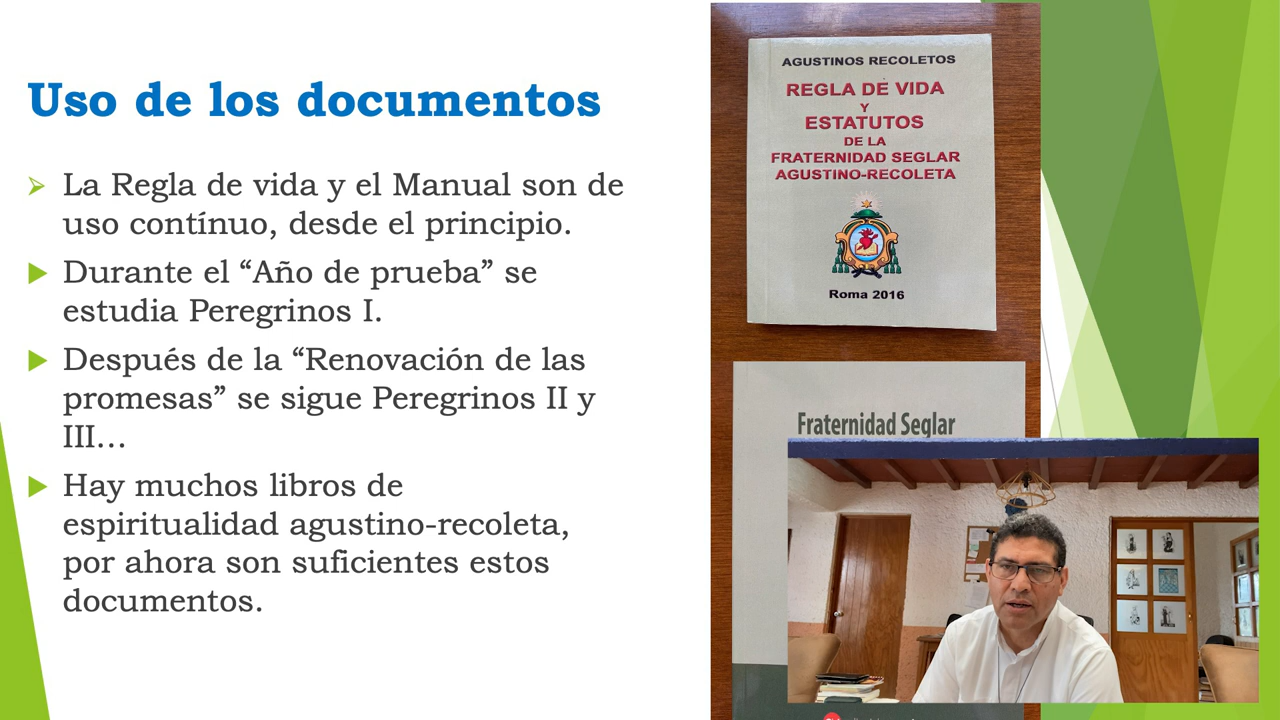 Uso de los documentos
La Regla de vida y el Manual son de
uso contínuo, desde el principio.
Durante el “Año de prueba” se
estudia Peregrinos I.
Después de la “Renovación de las
promesas” se sigue Peregrinos II y
III...
Hay muchos libros de
espiritualidad agustino-recoleta,
por ahora son suficientes estos
documentos.
AGUSTINOS RECOLETOS
REGLA DE VIDA
Y
ESTATUTOS
DE LA
FRATERNIDAD SEGLAR
AGUSTINO-RECOLETA
Roma 2016
Fraternidad Seglar